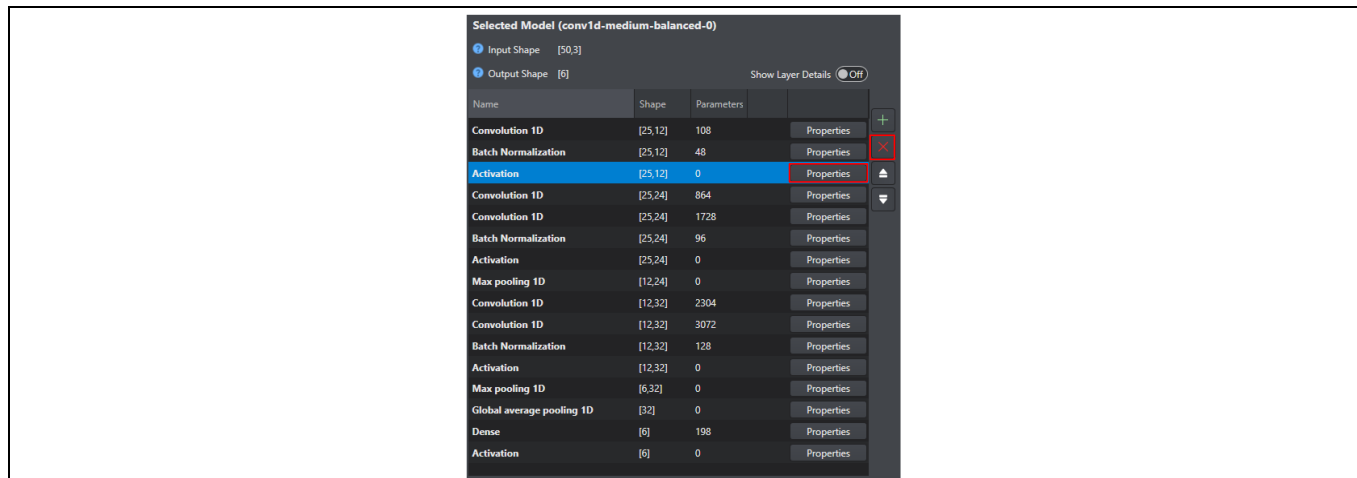 Selected Model (conv1d-medium-balanced-0)
Input Shape [50,3]
Output Shape [6] Show Layer Details Off
Name Shape Parameters
Convolution 1D [25,12] 108 Properties
Batch Normalization [25,12] 48 Properties
Activation [25,12] 0 Properties
Convolution 1D [25,24] 864 Properties
Convolution 1D [25,24] 1728 Properties
Batch Normalization [25,24] 96 Properties
Activation [25,24] 0 Properties
Max pooling 1D [12,24] 0 Properties
Convolution 1D [12,32] 2304 Properties
Convolution 1D [12,32] 3072 Properties
Batch Normalization [12,32] 128 Properties
Activation [12,32] 0 Properties
Max pooling 1D [6,32] 0 Properties
Global average pooling 1D [32] 0 Properties
Dense [6] 198 Properties
Activation [6] 0 Properties